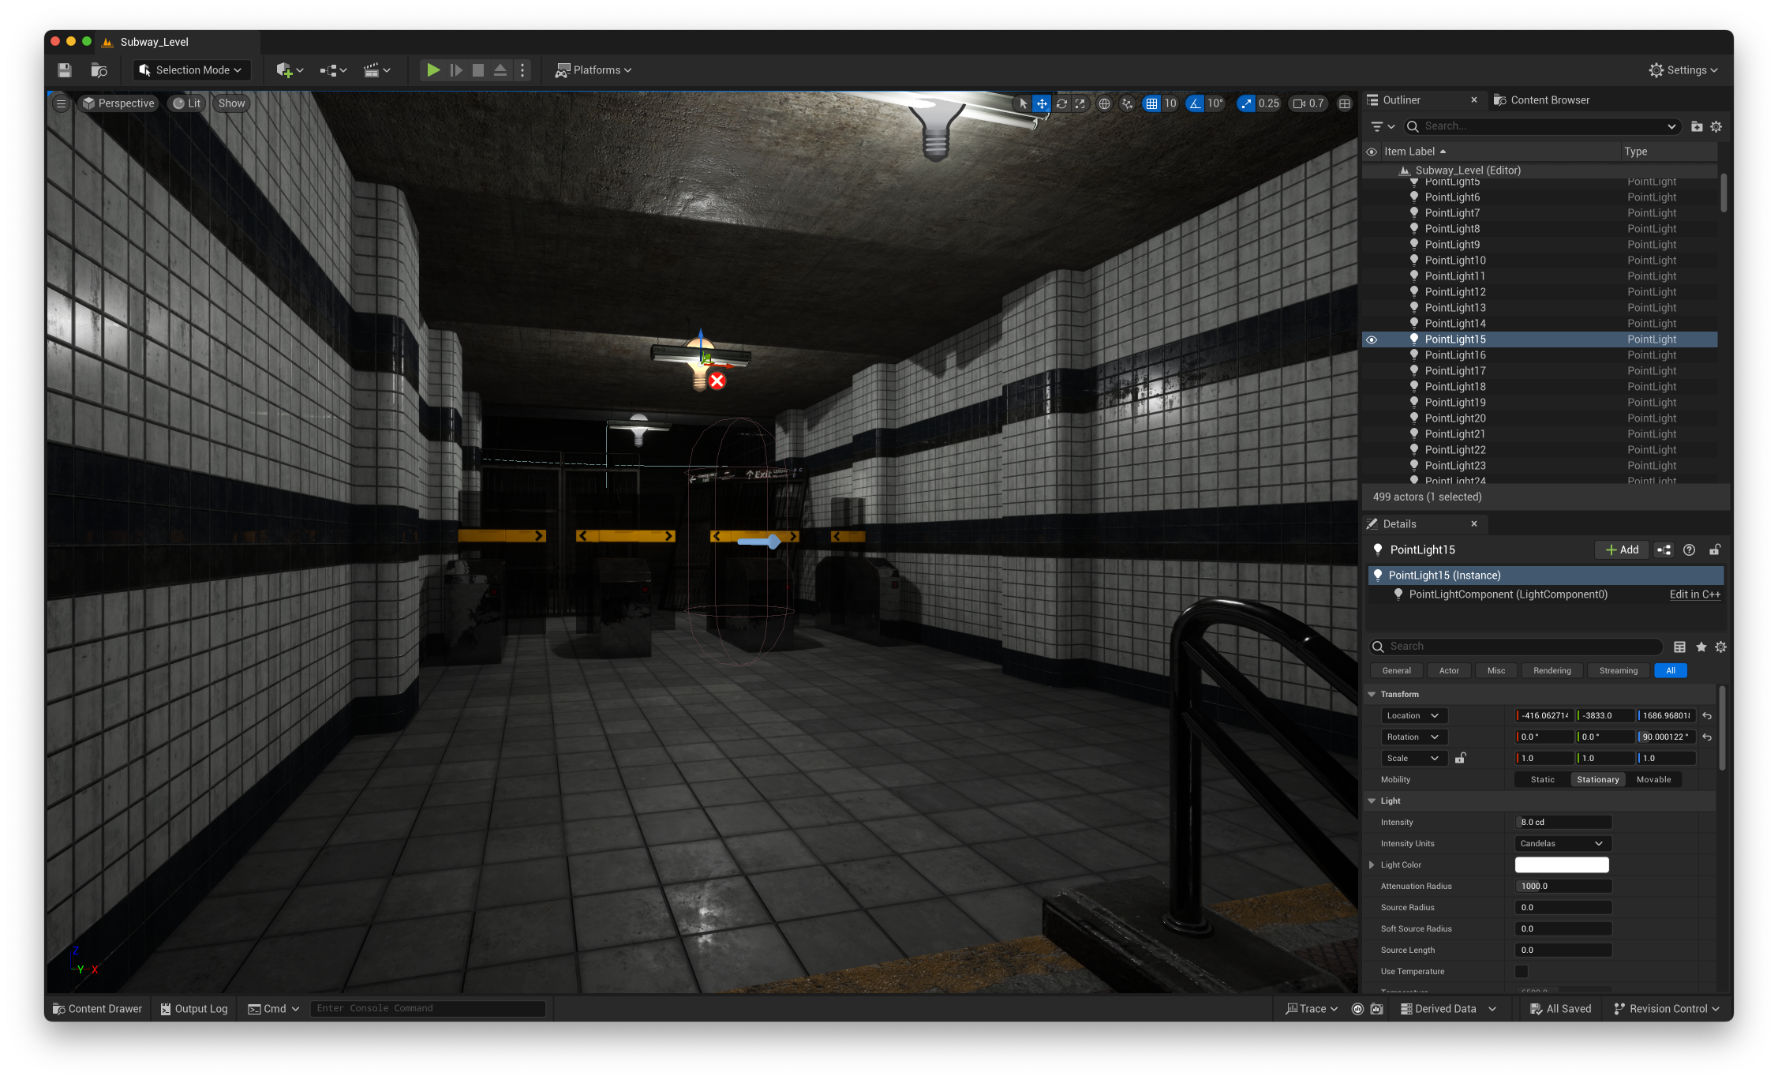 Subway_Level
Selection Mode
Platforms
Settings
Perspective
Lit
Show
10
10°
0.25
0.7
Outliner
Content Browser
Search...
Item Label
Type
Subway_Level (Editor)
PointLight5 PointLight
PointLight6 PointLight
PointLight7 PointLight
PointLight8 PointLight
PointLight9 PointLight
PointLight10 PointLight
PointLight11 PointLight
PointLight12 PointLight
PointLight13 PointLight
PointLight14 PointLight
PointLight15 PointLight
PointLight16 PointLight
PointLight17 PointLight
PointLight18 PointLight
PointLight19 PointLight
PointLight20 PointLight
PointLight21 PointLight
PointLight22 PointLight
PointLight23 PointLight
PointLight24 PointLight
499 actors (1 selected)
Exit
Details
PointLight15
Add
PointLight15 (Instance)
PointLightComponent (LightComponent0)
Edit in C++
Search
General
Actor
Misc
Rendering
Streaming
All
Transform
Location -416.062714 -3833.0 1686.968018
Rotation 0.0° 0.0° 90.000122°
Scale 1.0 1.0 1.0
Mobility Static Stationary Movable
Light
Intensity 8.0 cd
Intensity Units Candelas
Light Color
Attenuation Radius 1000.0
Source Radius 0.0
Soft Source Radius 0.0
Source Length 0.0
Use Temperature
Temperature 6500.0
Z
Y X
Content Drawer
Output Log
Cmd
Enter Console Command
Trace
Derived Data
All Saved
Revision Control